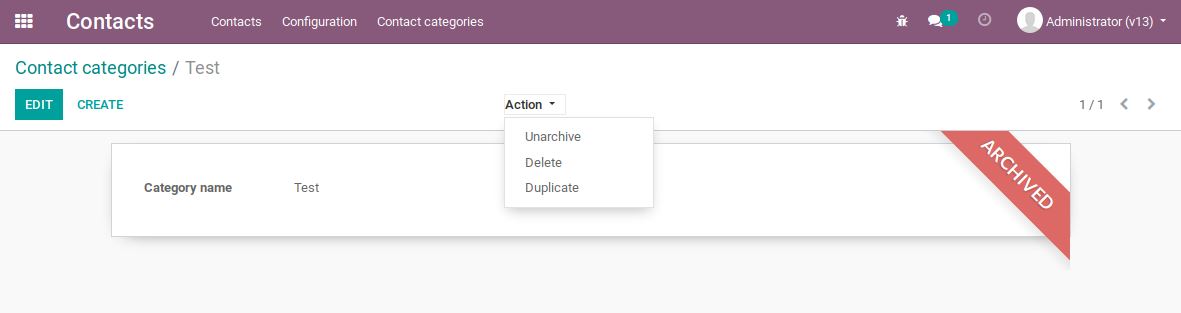 Contacts Contacts Configuration Contact categories 1 Administrator (v13)
Contact categories / Test
EDIT CREATE Action 1 / 1
Unarchive
Delete
Duplicate
Category name Test
ARCHIVED